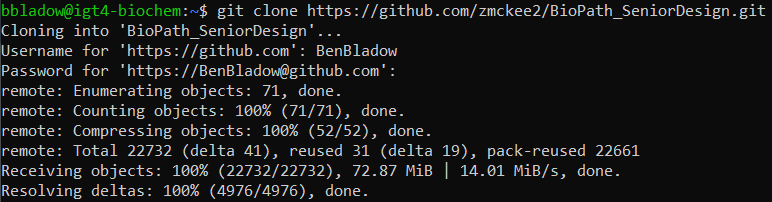 bbladow@igt4-biochem:~$ git clone https://github.com/zmckee2/BioPath_SeniorDesign.git
Cloning into 'BioPath_SeniorDesign'...
Username for 'https://github.com': BenBladow
Password for 'https://BenBladow@github.com':
remote: Enumerating objects: 71, done.
remote: Counting objects: 100% (71/71), done.
remote: Compressing objects: 100% (52/52), done.
remote: Total 22732 (delta 41), reused 31 (delta 19), pack-reused 22661
Receiving objects: 100% (22732/22732), 72.87 MiB | 14.01 MiB/s, done.
Resolving deltas: 100% (4976/4976), done.